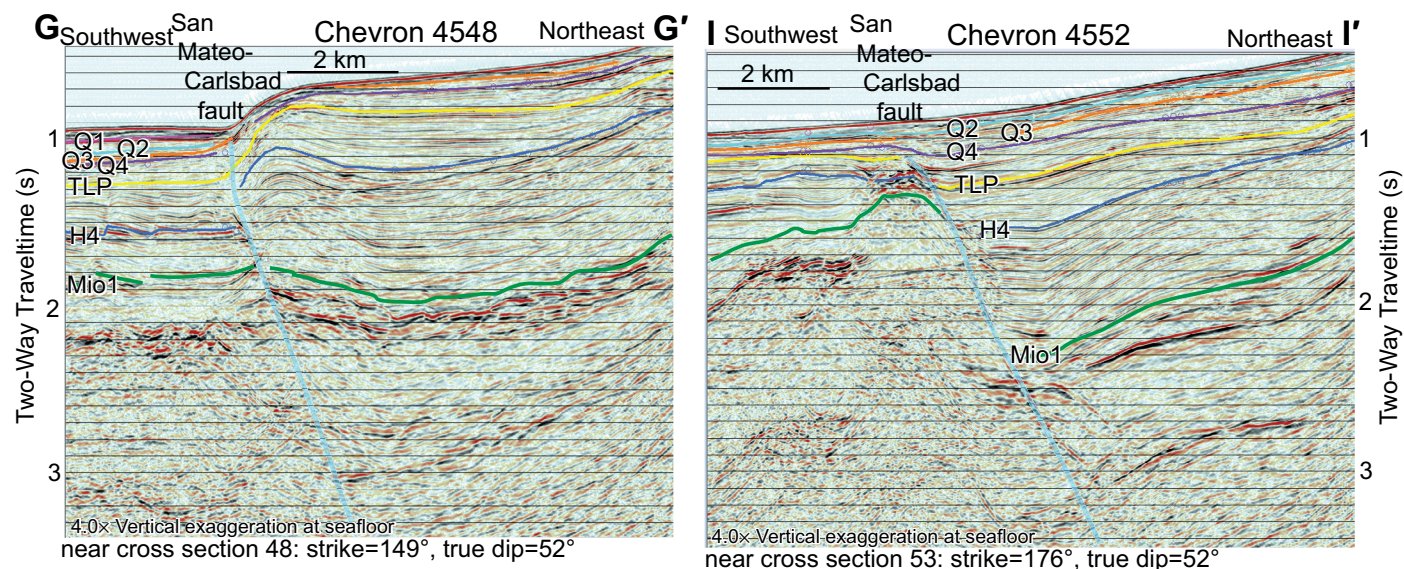 G Southwest San Mateo-Carlsbad fault Chevron 4548 Northeast G′
2 km
1
Q1
Q2
Q3 Q4
TLP
H4
Mio1
2
3
Two-Way Traveltime (s)
4.0× Vertical exaggeration at seafloor
near cross section 48: strike=149°, true dip=52°
I Southwest San Mateo-Carlsbad fault Chevron 4552 Northeast I′
2 km
Q2 Q3
Q4
1
TLP
H4
2
Mio1
3
Two-Way Traveltime (s)
4.0× Vertical exaggeration at seafloor
near cross section 53: strike=176°, true dip=52°